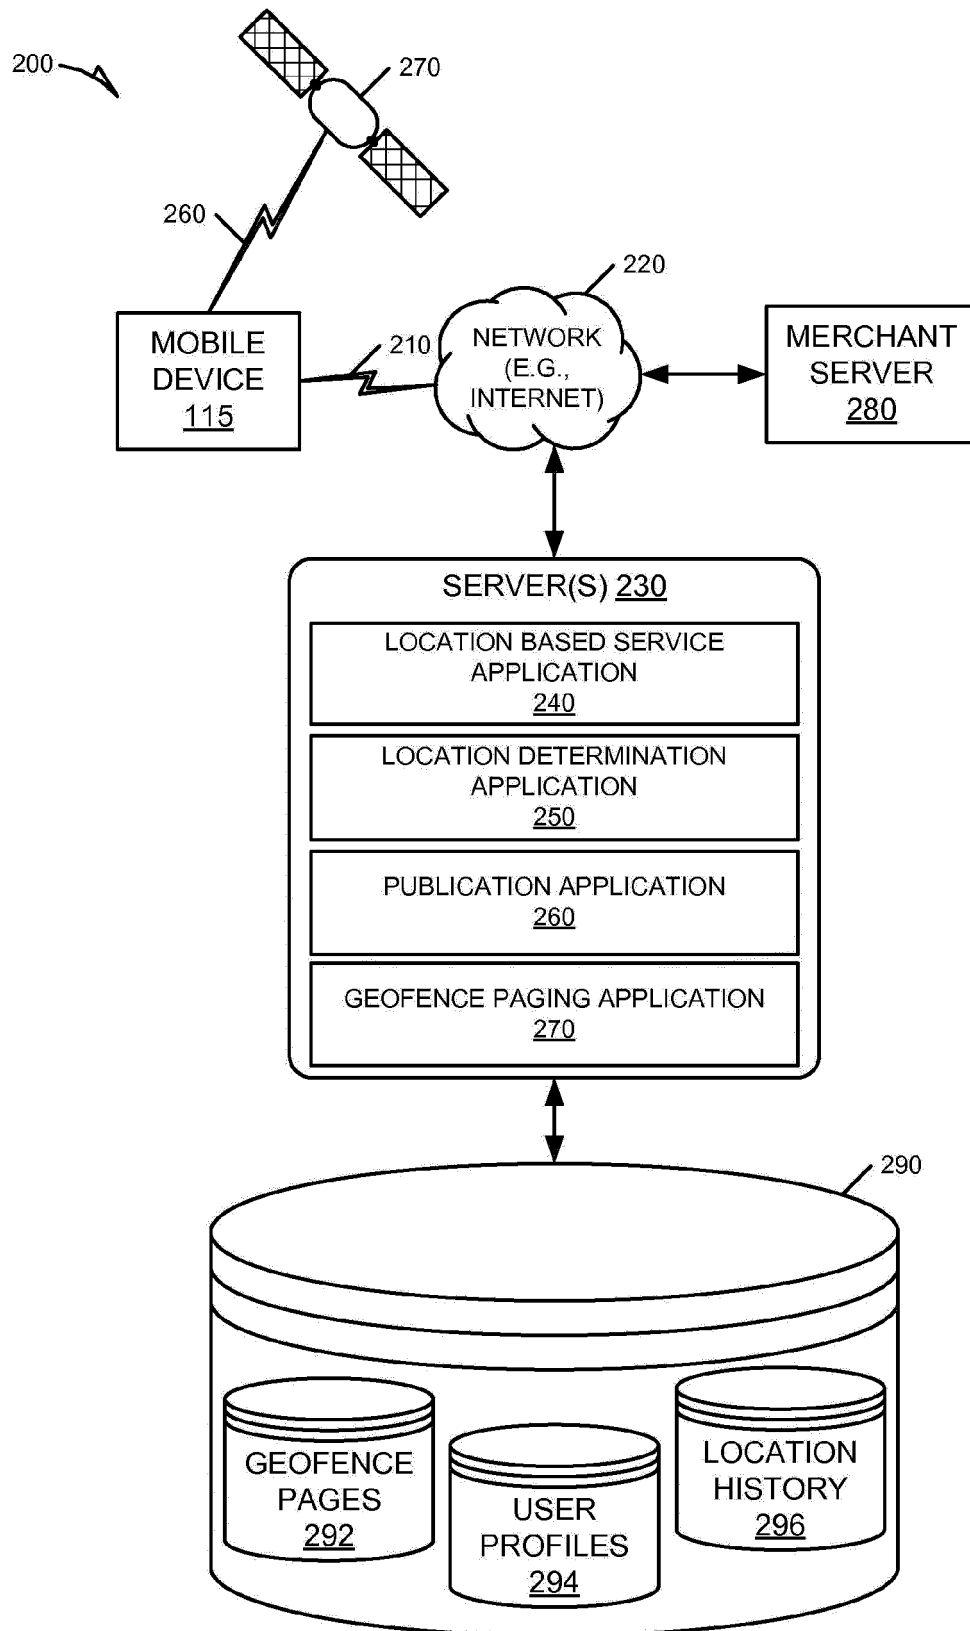 200
270
260
220
MOBILE
DEVICE
115
210
NETWORK
(E.G.,
INTERNET)
MERCHANT
SERVER
280
SERVER(S) 230
LOCATION BASED SERVICE
APPLICATION
240
LOCATION DETERMINATION
APPLICATION
250
PUBLICATION APPLICATION
260
GEOFENCE PAGING APPLICATION
270
290
GEOFENCE
PAGES
292
USER
PROFILES
294
LOCATION
HISTORY
296